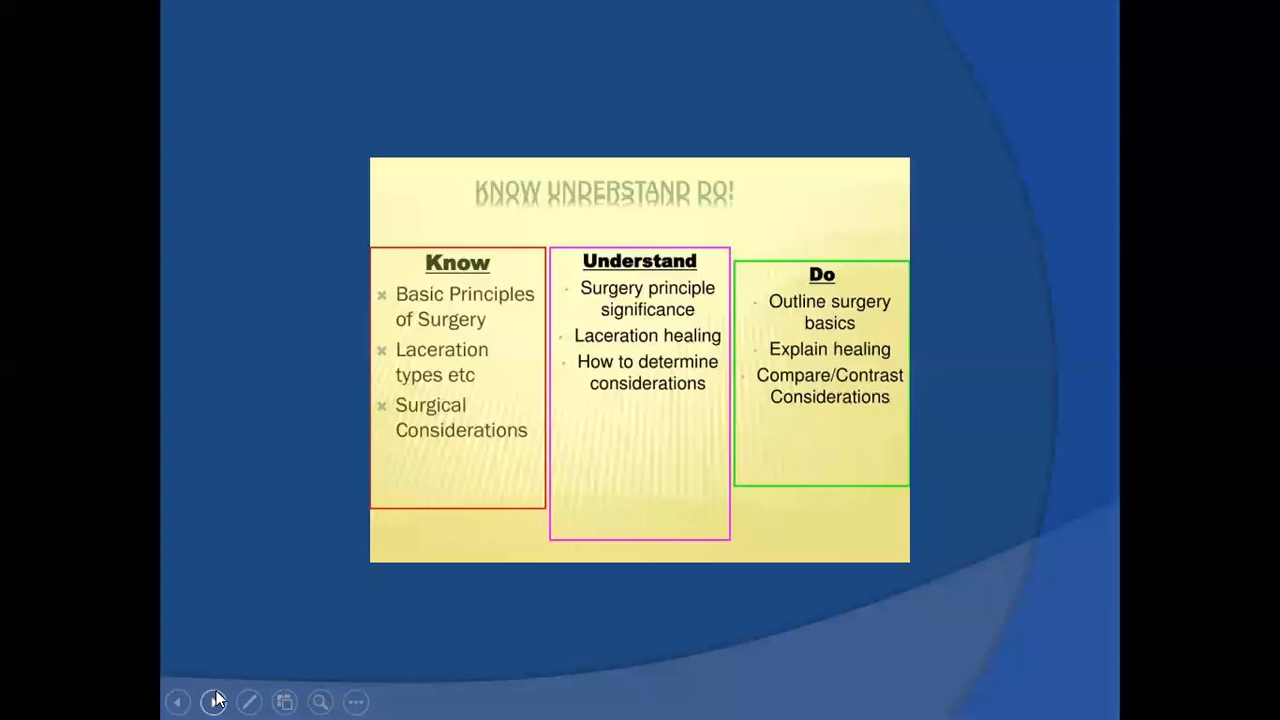 KNOW UNDERSTAND DO!
Know
Basic Principles
of Surgery
Laceration
types etc
Surgical
Considerations
Understand
Surgery principle
significance
Laceration healing
How to determine
considerations
Do
Outline surgery
basics
Explain healing
Compare/Contrast
Considerations